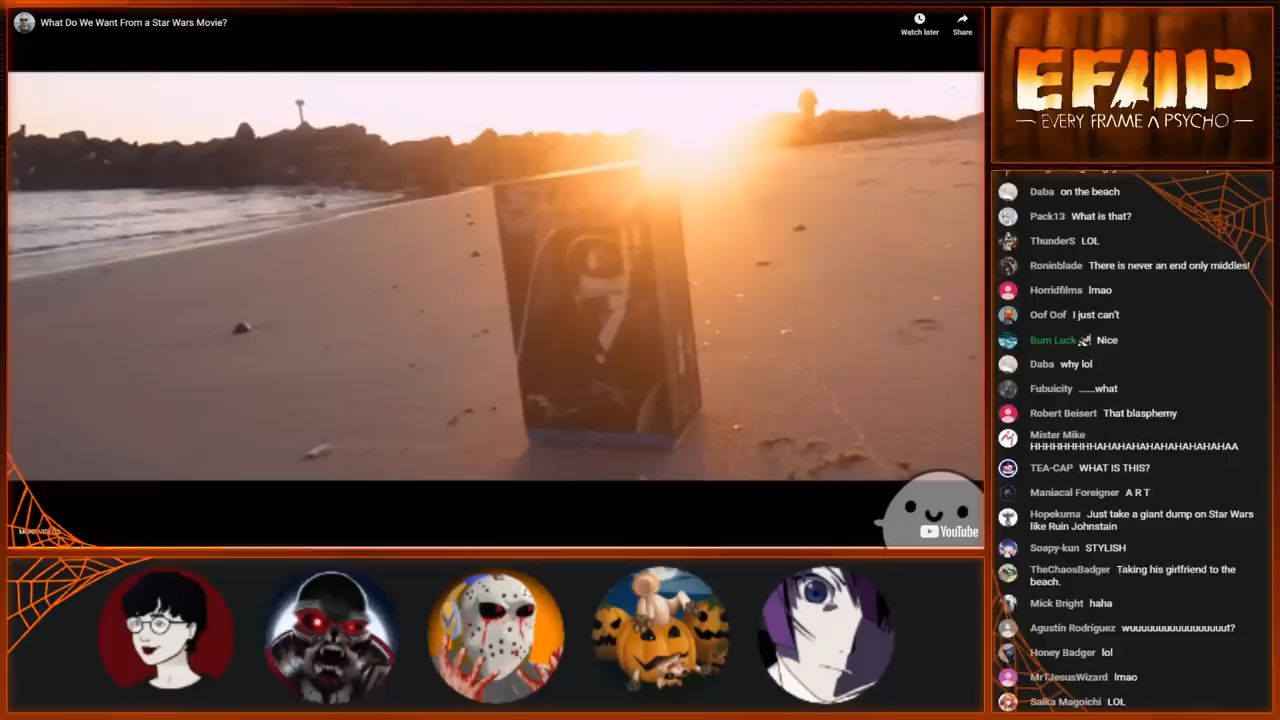 What Do We Want From a Star Wars Movie?
Watch later
Share
MORE VIDEOS
YouTube
EFAP
EVERY FRAME A PSYCHO
Daba on the beach
Pack13 What is that?
ThunderS LOL
Roninblade There is never an end only middles!
Horridfilms lmao
Oof Oof I just can't
Bum Luck Nice
Daba why lol
Fubuicity ......what
Robert Beisert That blasphemy
Mister Mike
HHHHHHHHHAHAHAHAHAHAHAHAHAHAA
TEA-CAP WHAT IS THIS?
Maniacal Foreigner A R T
Hopekuma Just take a giant dump on Star Wars
like Ruin Johnstain
Soapy-kun STYLISH
TheChaosBadger Taking his girlfriend to the
beach.
Mick Bright haha
Agustín Rodríguez wuuuuuuuuuuuuuuuut?
Honey Badger lol
MrTJesusWizard lmao
Saika Magoichi LOL